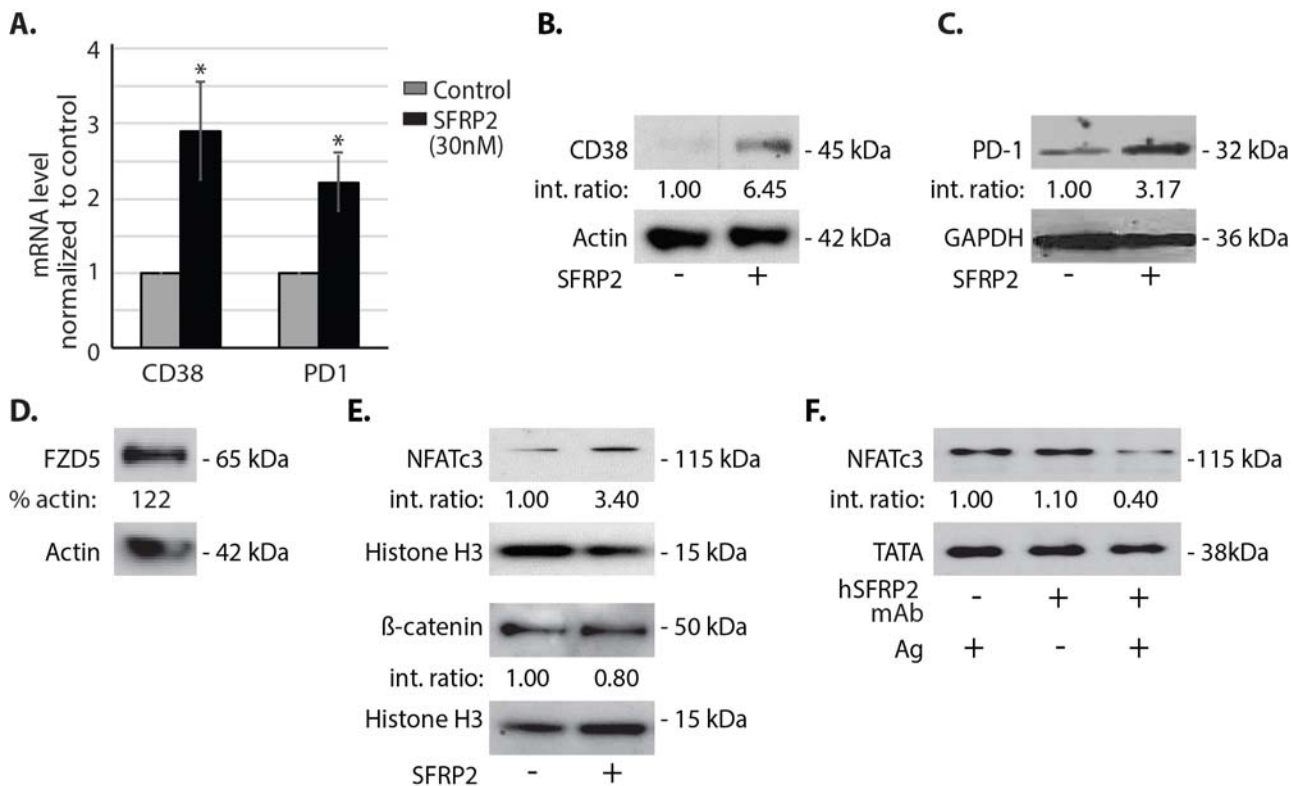 A.
4
3
2
1
0
mRNA level
normalized to control
*
*
CD38
PD1
Control
SFRP2
(30nM)
B.
CD38
- 45 kDa
int. ratio: 1.00 6.45
Actin
- 42 kDa
SFRP2 - +
C.
PD-1
- 32 kDa
int. ratio: 1.00 3.17
GAPDH
- 36 kDa
SFRP2 - +
D.
FZD5
- 65 kDa
% actin: 122
Actin
- 42 kDa
E.
NFATc3
- 115 kDa
int. ratio: 1.00 3.40
Histone H3
- 15 kDa
ß-catenin
- 50 kDa
int. ratio: 1.00 0.80
Histone H3
- 15 kDa
SFRP2 - +
F.
NFATc3
-115 kDa
int. ratio: 1.00 1.10 0.40
TATA
- 38kDa
hSFRP2
mAb
- + +
Ag + - +